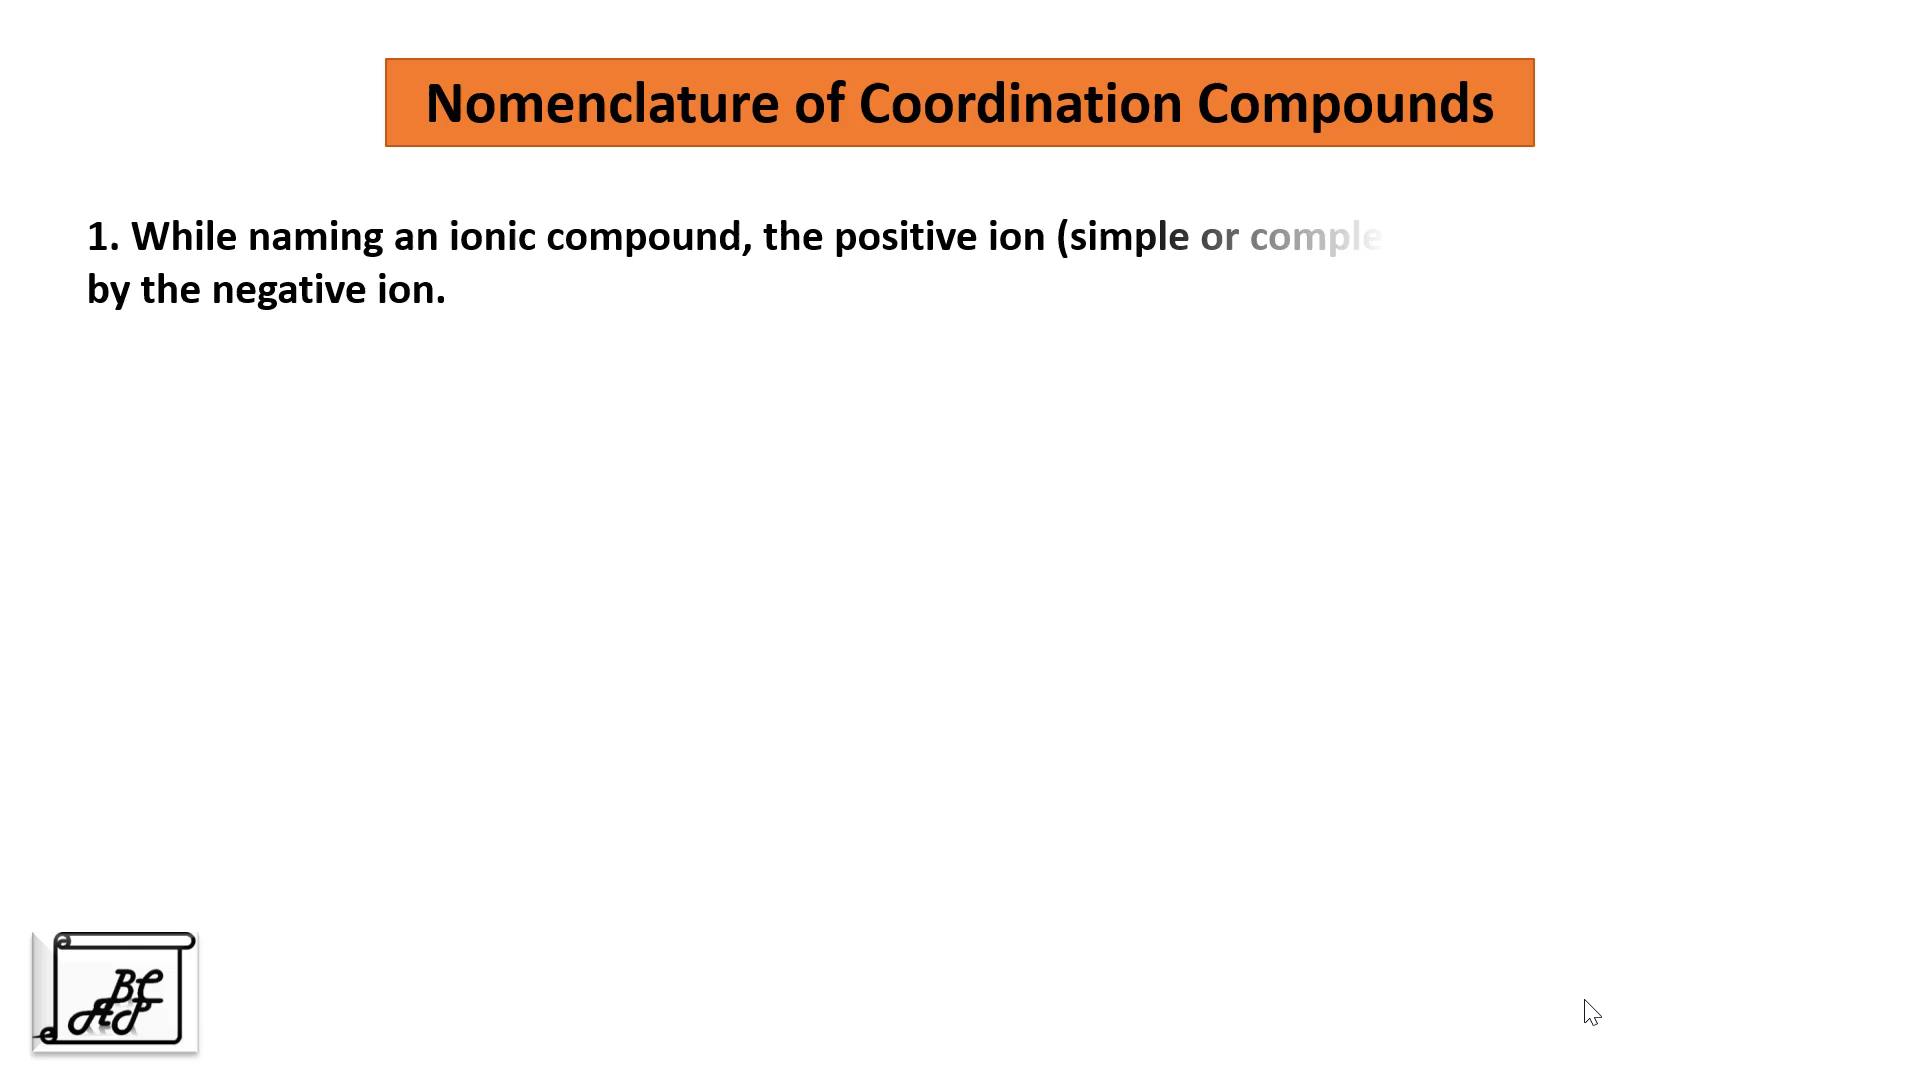 Nomenclature of Coordination Compounds
1. While naming an ionic compound, the positive ion (simple or comple
by the negative ion.